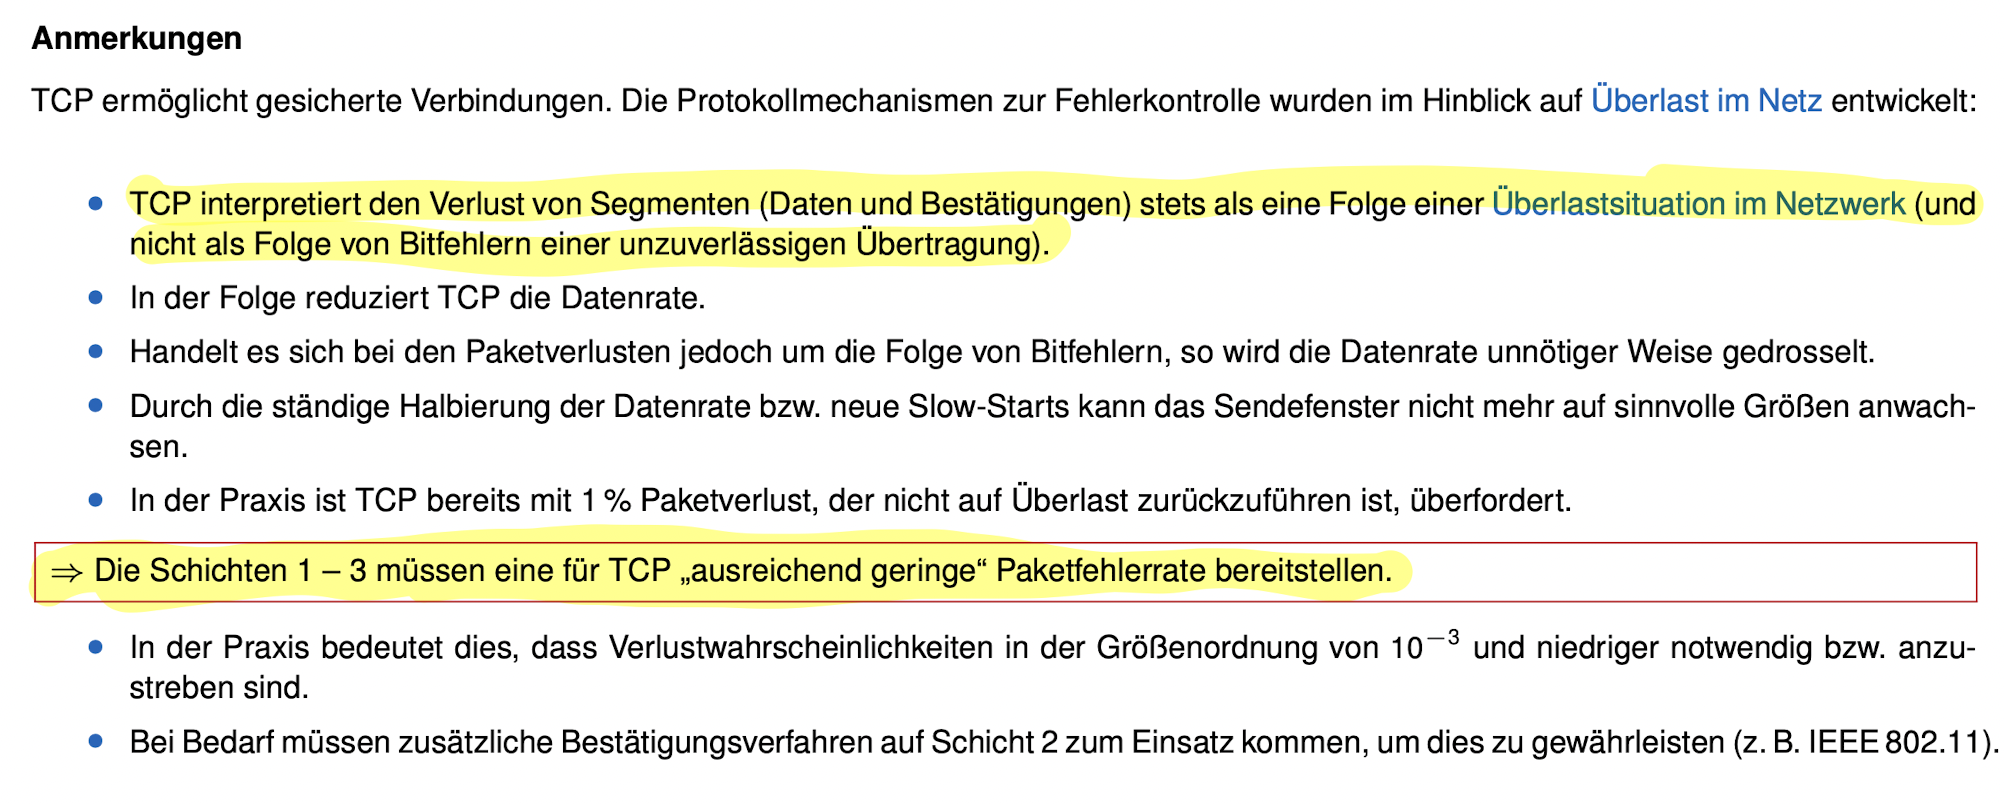 Anmerkungen
TCP ermöglicht gesicherte Verbindungen. Die Protokollmechanismen zur Fehlerkontrolle wurden im Hinblick auf Überlast im Netz entwickelt:
• TCP interpretiert den Verlust von Segmenten (Daten und Bestätigungen) stets als eine Folge einer Überlastsituation im Netzwerk (und
nicht als Folge von Bitfehlern einer unzuverlässigen Übertragung).
• In der Folge reduziert TCP die Datenrate.
• Handelt es sich bei den Paketverlusten jedoch um die Folge von Bitfehlern, so wird die Datenrate unnötiger Weise gedrosselt.
• Durch die ständige Halbierung der Datenrate bzw. neue Slow-Starts kann das Sendefenster nicht mehr auf sinnvolle Größen anwach-
sen.
• In der Praxis ist TCP bereits mit 1 % Paketverlust, der nicht auf Überlast zurückzuführen ist, überfordert.
⇒ Die Schichten 1 – 3 müssen eine für TCP „ausreichend geringe“ Paketfehlerrate bereitstellen.
• In der Praxis bedeutet dies, dass Verlustwahrscheinlichkeiten in der Größenordnung von 10⁻³ und niedriger notwendig bzw. anzu-
streben sind.
• Bei Bedarf müssen zusätzliche Bestätigungsverfahren auf Schicht 2 zum Einsatz kommen, um dies zu gewährleisten (z. B. IEEE 802.11).